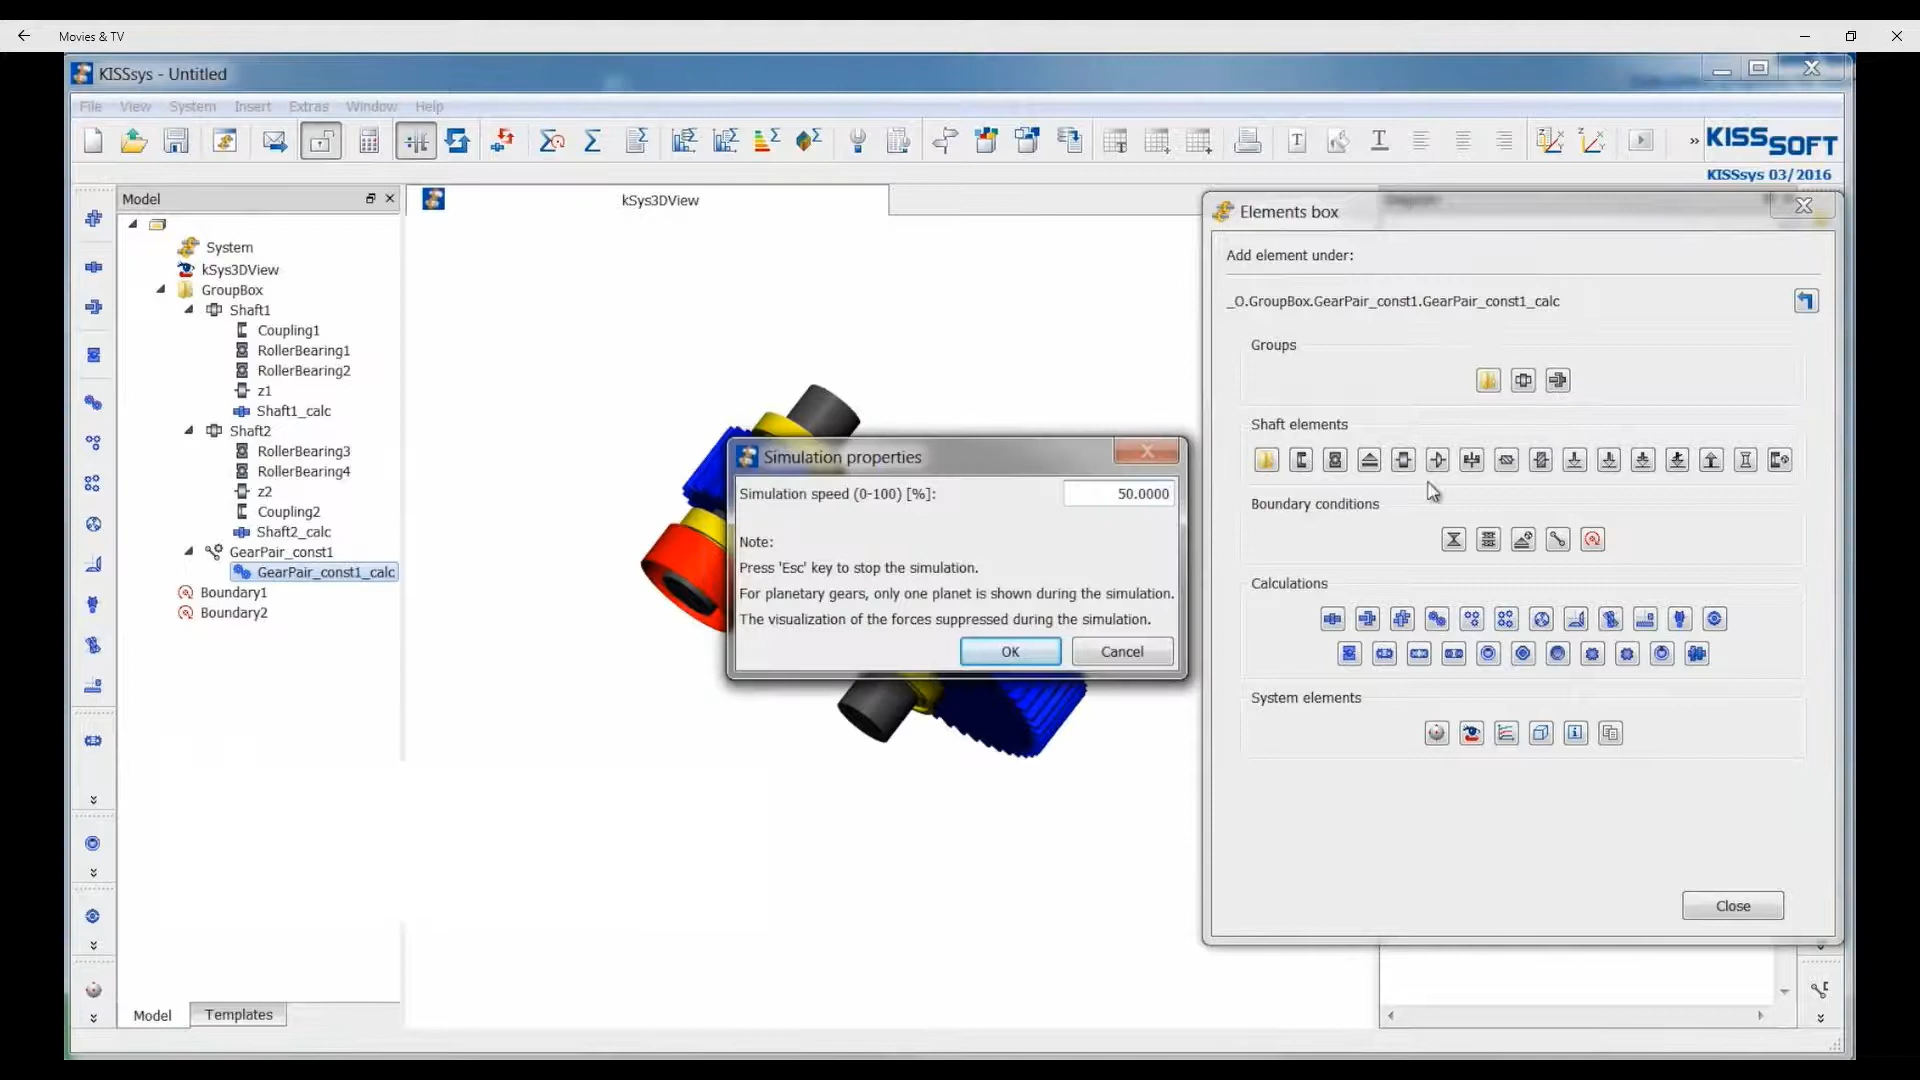 Movies & TV
KISSsys - Untitled
File View System Insert Extras Window Help
KISSSOFT
KISSsys 03/2016
Model
kSys3DView
System
kSys3DView
GroupBox
Shaft1
Coupling1
RollerBearing1
RollerBearing2
z1
Shaft1_calc
Shaft2
RollerBearing3
RollerBearing4
z2
Coupling2
Shaft2_calc
GearPair_const1
GearPair_const1_calc
Boundary1
Boundary2
Model
Templates
Simulation properties
Simulation speed (0-100) [%]: 50.0000
Note:
Press 'Esc' key to stop the simulation.
For planetary gears, only one planet is shown during the simulation.
The visualization of the forces suppressed during the simulation.
OK Cancel
Elements box
Add element under:
_O.GroupBox.GearPair_const1.GearPair_const1_calc
Groups
Shaft elements
Boundary conditions
Calculations
System elements
Close